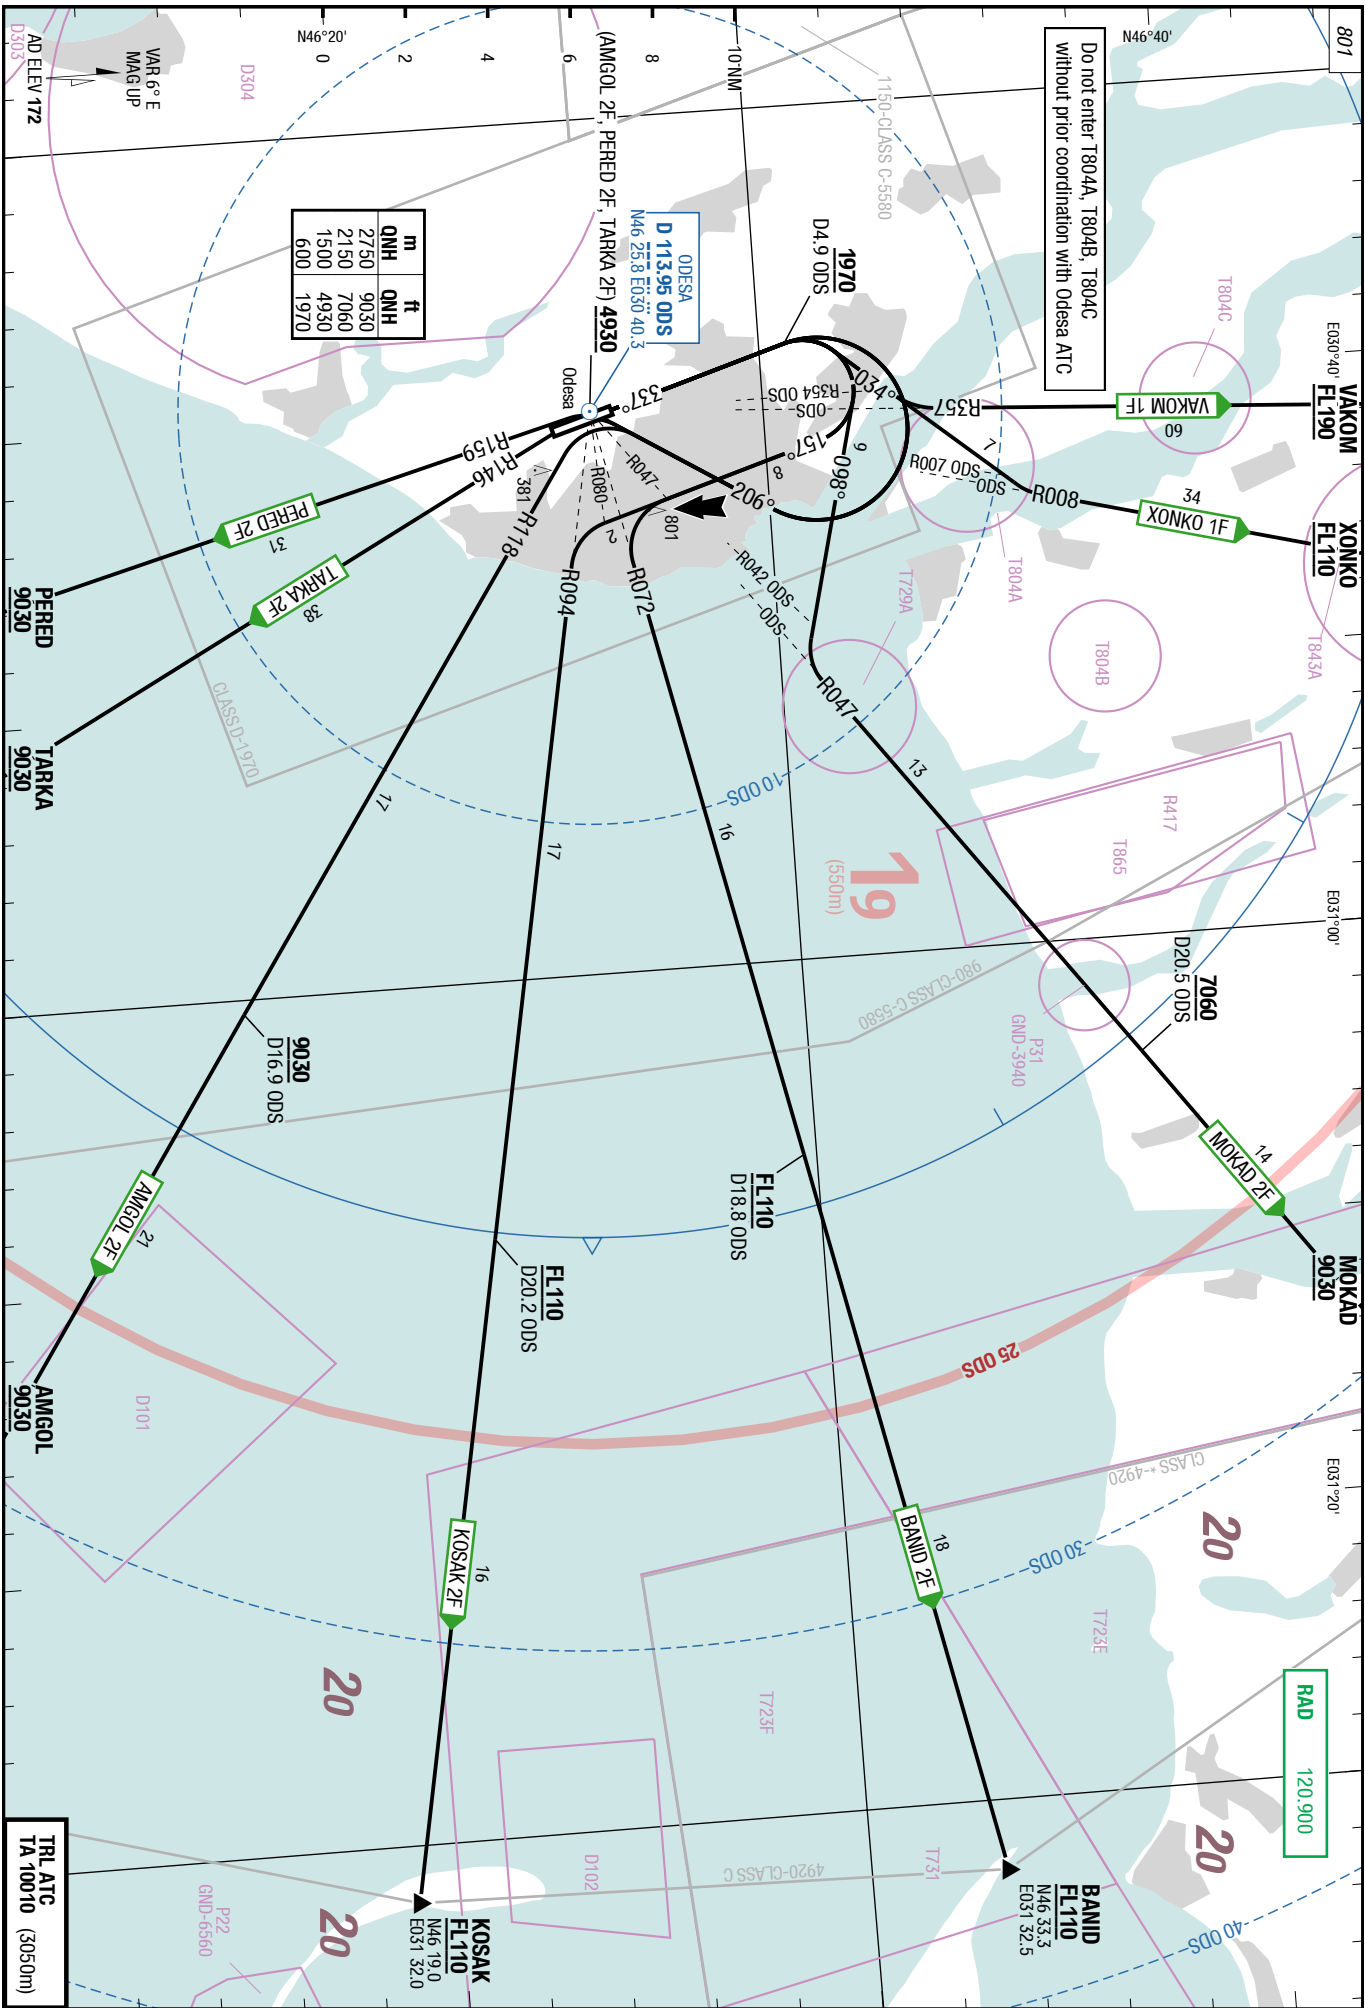 801
Do not enter T804A, T804B, T804C
without prior coordination with Odesa ATC
N46°40'
E030°40'
E031°00'
E031°20'
N46°20'
0
2
4
6
8
10 NM
VAR 6° E
MAG UP
AD ELEV 172
D303
D304
m ft
QNH QNH
2750 9030
2150 7060
1500 4930
600 1970
(AMGOL 2F, PERED 2F, TARKA 2F) 4930
ODESA
D 113.95 ODS
N46 25.8 E030 40.3
Odesa
1150-CLASS C-5580
1970
D4.9 ODS
T804C
VAKOM
FL190
VAKOM 1F
60
R357
R354 ODS
ODS
034°
337°
157°
8
9
098°
206°
7
R007 ODS
ODS
R008
34
XONKO 1F
XONKO
FL110
T804A
T804B
T843A
T729A
R042 ODS
ODS
R047
R047
R080
2
801
381
R159
R146
R118
R094
R072
PERED 2F
31
PERED
9030
TARKA 2F
38
TARKA
9030
CLASS D-1970
10 ODS
17
17
16
13
19
(550m)
R417
T865
980-CLASS C-5580
P31
GND-3940
7060
D20.5 ODS
14
MOKAD 2F
MOKAD
9030
9030
D16.9 ODS
AMGOL 2F
21
AMGOL
9030
D101
FL110
D20.2 ODS
FL110
D18.8 ODS
25 ODS
CLASS *-4920
20
30 ODS
KOSAK 2F
16
BANID 2F
18
T723E
T723F
RAD 120.900
20
20
20
D102
4920-CLASS C
T731
P22
GND-6560
40 ODS
BANID
FL110
N46 33.3
E031 32.5
KOSAK
FL110
N46 19.0
E031 32.0
TRL ATC
TA 10010 (3050m)